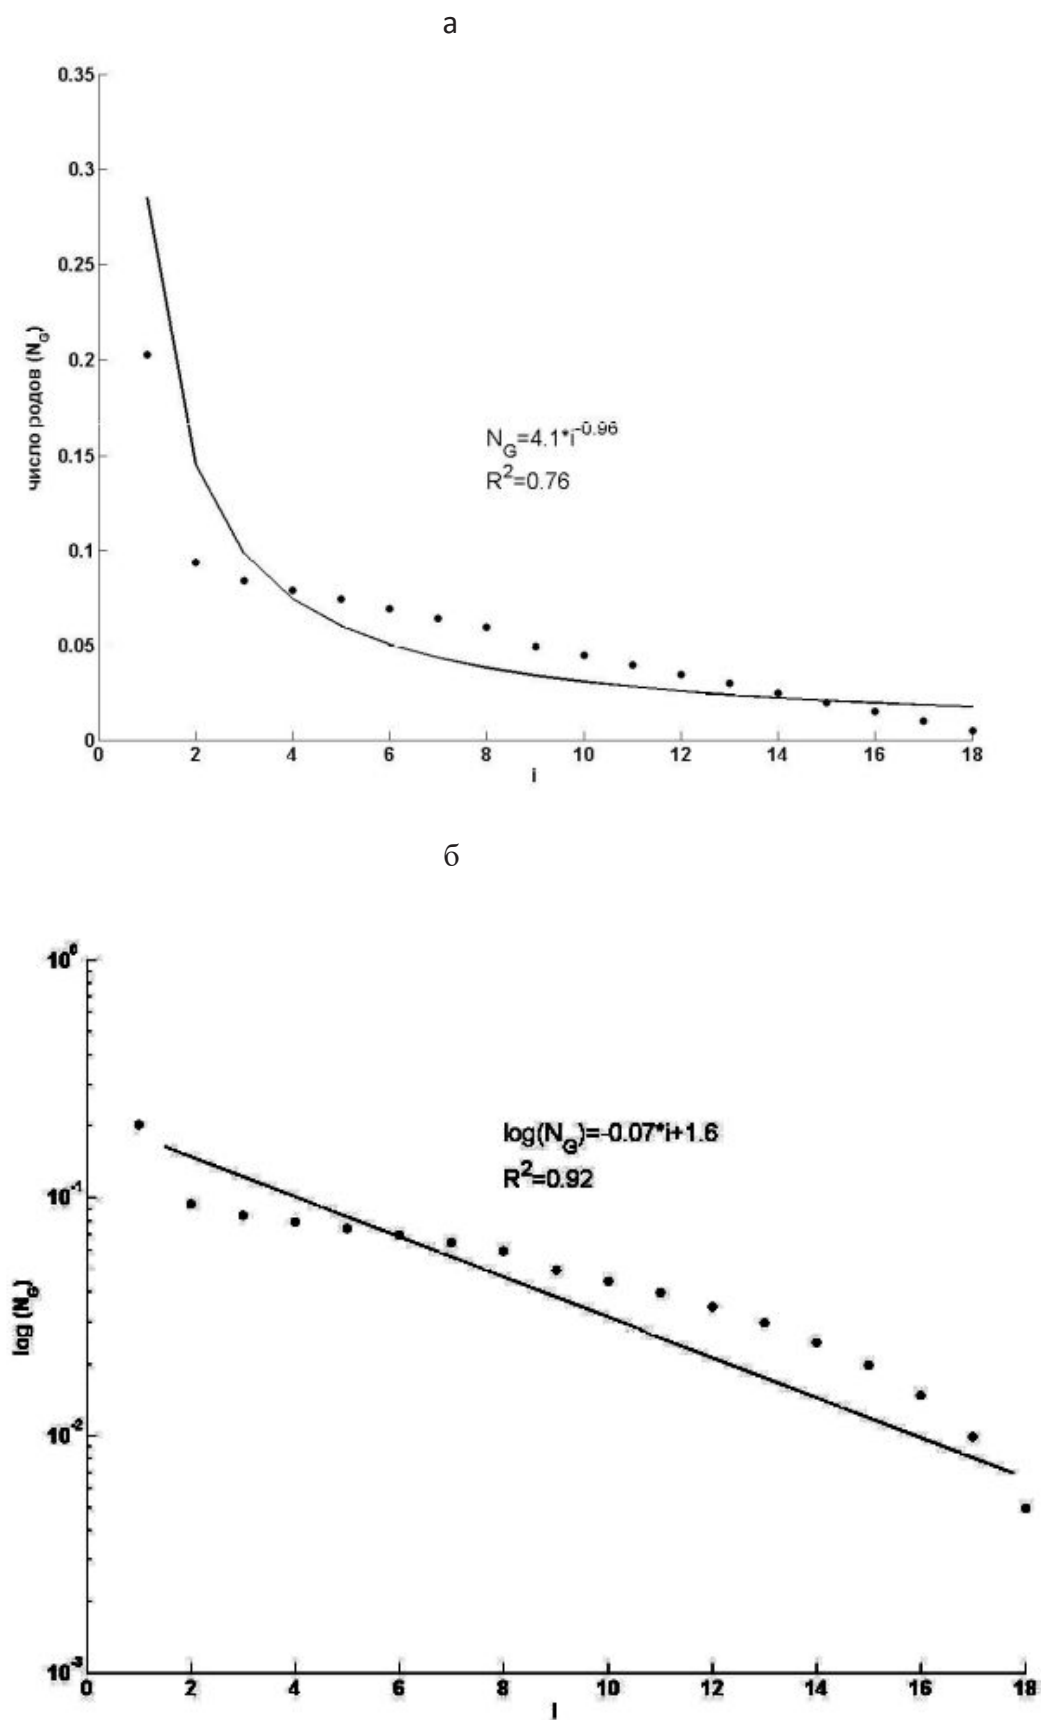 а
0.35
0.3
0.25
0.2
0.15
0.1
0.05
0
число родов (N_G)
N_G=4.1*i^-0.96
R^2=0.76
0 2 4 6 8 10 12 14 16 18
i
б
10^0
10^-1
10^-2
10^-3
log (N_G)
log(N_G)=-0.07*i+1.6
R^2=0.92
0 2 4 6 8 10 12 14 16 18
I